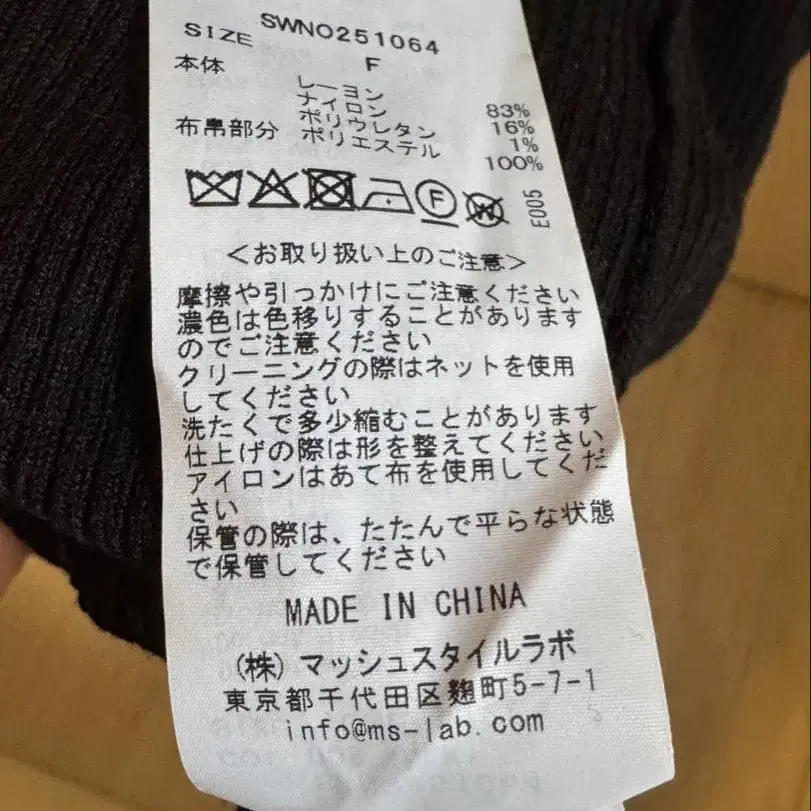 SWNO251064
SIZE F
本体 レーヨン 83%
ナイロン 16%
ポリウレタン 1%
布帛部分 ポリエステル 100%
F W E005
<お取り扱い上のご注意>
摩擦や引っかけにご注意ください
濃色は色移りすることがあります
のでご注意ください
クリーニングの際はネットを使用
してください
洗たくで多少縮むことがあります
仕上げの際は形を整えてください
アイロンはあて布を使用してくだ
さい
保管の際は、たたんで平らな状態
で保管してください
MADE IN CHINA
(株)マッシュスタイルラボ
東京都千代田区麹町5-7-1
info@ms-lab.com